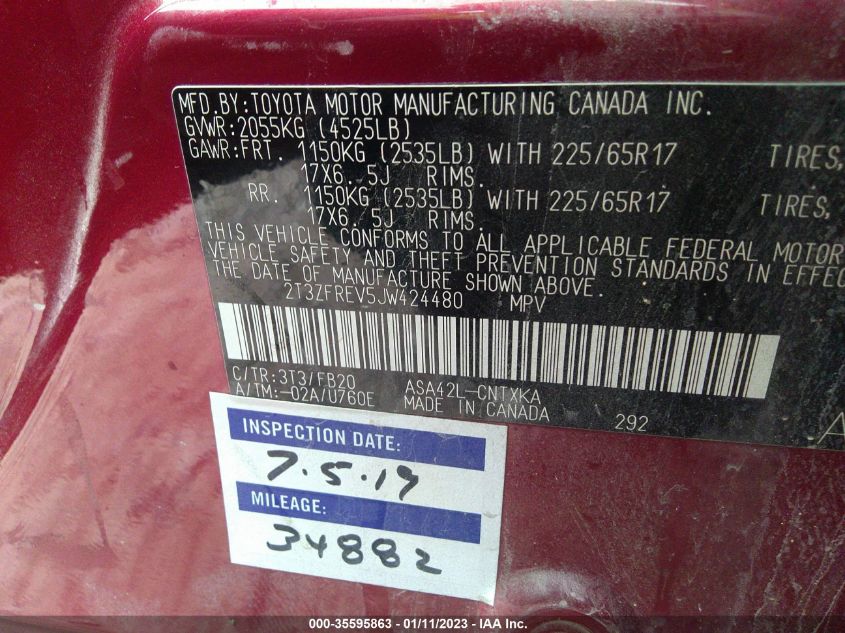 MFD.BY:TOYOTA MOTOR MANUFACTURING CANADA INC.
GVWR:2055KG (4525LB)
GAWR:FRT. 1150KG (2535LB) WITH 225/65R17 TIRES,
17X6. 5J RIMS.
RR. 1150KG (2535LB) WITH 225/65R17 TIRES,
17X6. 5J RIMS.
THIS VEHICLE CONFORMS TO ALL APPLICABLE FEDERAL MOTOR
VEHICLE SAFETY AND THEFT PREVENTION STANDARDS IN EFFEC
THE DATE OF MANUFACTURE SHOWN ABOVE.
2T3ZFREV5JW424480 MPV
C/TR:3T3/FB20 ASA42L-CNTXKA
A/TM:-02A/U760E MADE IN CANADA 292 A
INSPECTION DATE:
7.5.19
MILEAGE:
34882
000-35595863 - 01/11/2023 - IAA Inc.